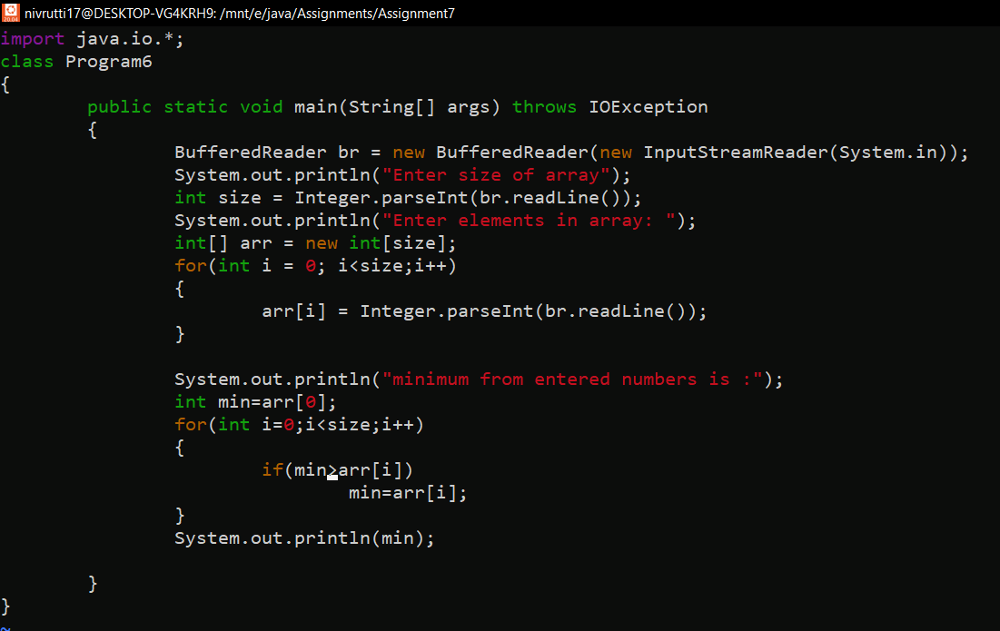 nivrutti17@DESKTOP-VG4KRH9: /mnt/e/java/Assignments/Assignment7
import java.io.*;
class Program6
{
        public static void main(String[] args) throws IOException
        {
                BufferedReader br = new BufferedReader(new InputStreamReader(System.in));
                System.out.println("Enter size of array");
                int size = Integer.parseInt(br.readLine());
                System.out.println("Enter elements in array: ");
                int[] arr = new int[size];
                for(int i = 0; i<size;i++)
                {
                        arr[i] = Integer.parseInt(br.readLine());
                }

                System.out.println("minimum from entered numbers is :");
                int min=arr[0];
                for(int i=0;i<size;i++)
                {
                        if(min>arr[i])
                                min=arr[i];
                }
                System.out.println(min);

        }
}
~